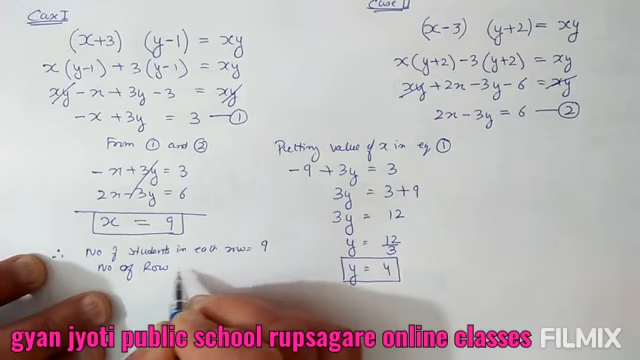 Case I
(x+3) (y-1) = xy
x(y-1) + 3(y-1) = xy
xy - x + 3y - 3 = xy
-x + 3y = 3 —①
From ① and ②
-x + 3y = 3
2x - 3y = 6
x = 9
∴ No of students in each row = 9
No of Row
Case II
(x-3) (y+2) = xy
x(y+2) - 3(y+2) = xy
xy + 2x - 3y - 6 = xy
2x - 3y = 6 —②
Putting value of x in eq ①
-9 + 3y = 3
3y = 3+9
3y = 12
y = 12/3
y = 4
gyan jyoti public school rupsagare online classes
FILMIX